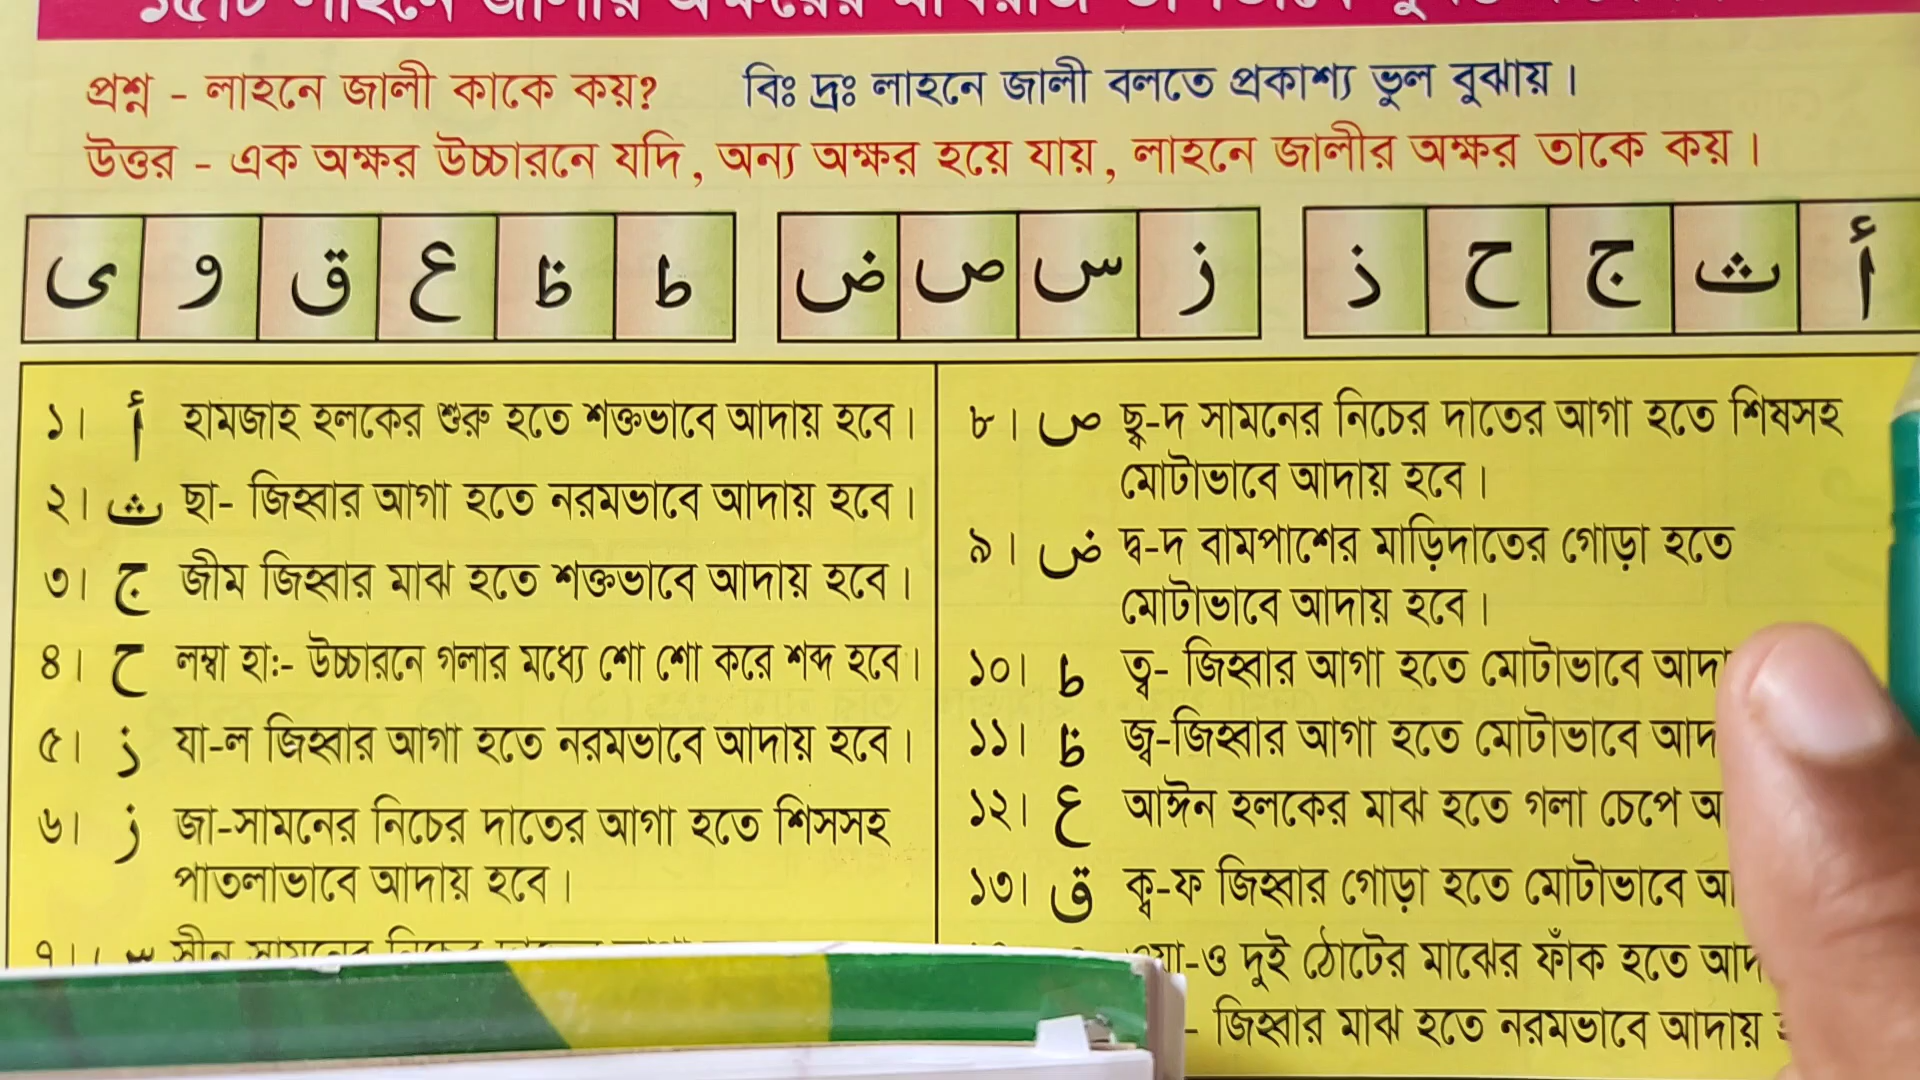 প্রশ্ন - লাহনে জালী কাকে কয়? বিঃ দ্রঃ লাহনে জালী বলতে প্রকাশ্য ভুল বুঝায়।
উত্তর - এক অক্ষর উচ্চারনে যদি, অন্য অক্ষর হয়ে যায়, লাহনে জালীর অক্ষর তাকে কয়।
أ ث ج ح ذ ز س ص ض ط ظ ع ق و ى
১। أ হামজাহ হলকের শুরু হতে শক্তভাবে আদায় হবে।
২। ث ছা- জিহ্বার আগা হতে নরমভাবে আদায় হবে।
৩। ج জীম জিহ্বার মাঝ হতে শক্তভাবে আদায় হবে।
৪। ح লম্বা হা:- উচ্চারনে গলার মধ্যে শো শো করে শব্দ হবে।
৫। ذ যা-ল জিহ্বার আগা হতে নরমভাবে আদায় হবে।
৬। ز জা-সামনের নিচের দাতের আগা হতে শিসসহ
পাতলাভাবে আদায় হবে।
৭। س সীন সামনের নিচের
৮। ص ছ্ব-দ সামনের নিচের দাতের আগা হতে শিষসহ
মোটাভাবে আদায় হবে।
৯। ض দ্ব-দ বামপাশের মাড়িদাতের গোড়া হতে
মোটাভাবে আদায় হবে।
১০। ط ত্ব- জিহ্বার আগা হতে মোটাভাবে আদা
১১। ظ জ্ব-জিহ্বার আগা হতে মোটাভাবে আদ
১২। ع আঈন হলকের মাঝ হতে গলা চেপে অ
১৩। ق ক্ব-ফ জিহ্বার গোড়া হতে মোটাভাবে আ
ওয়া-ও দুই ঠোটের মাঝের ফাঁক হতে আদ
- জিহ্বার মাঝ হতে নরমভাবে আদায়